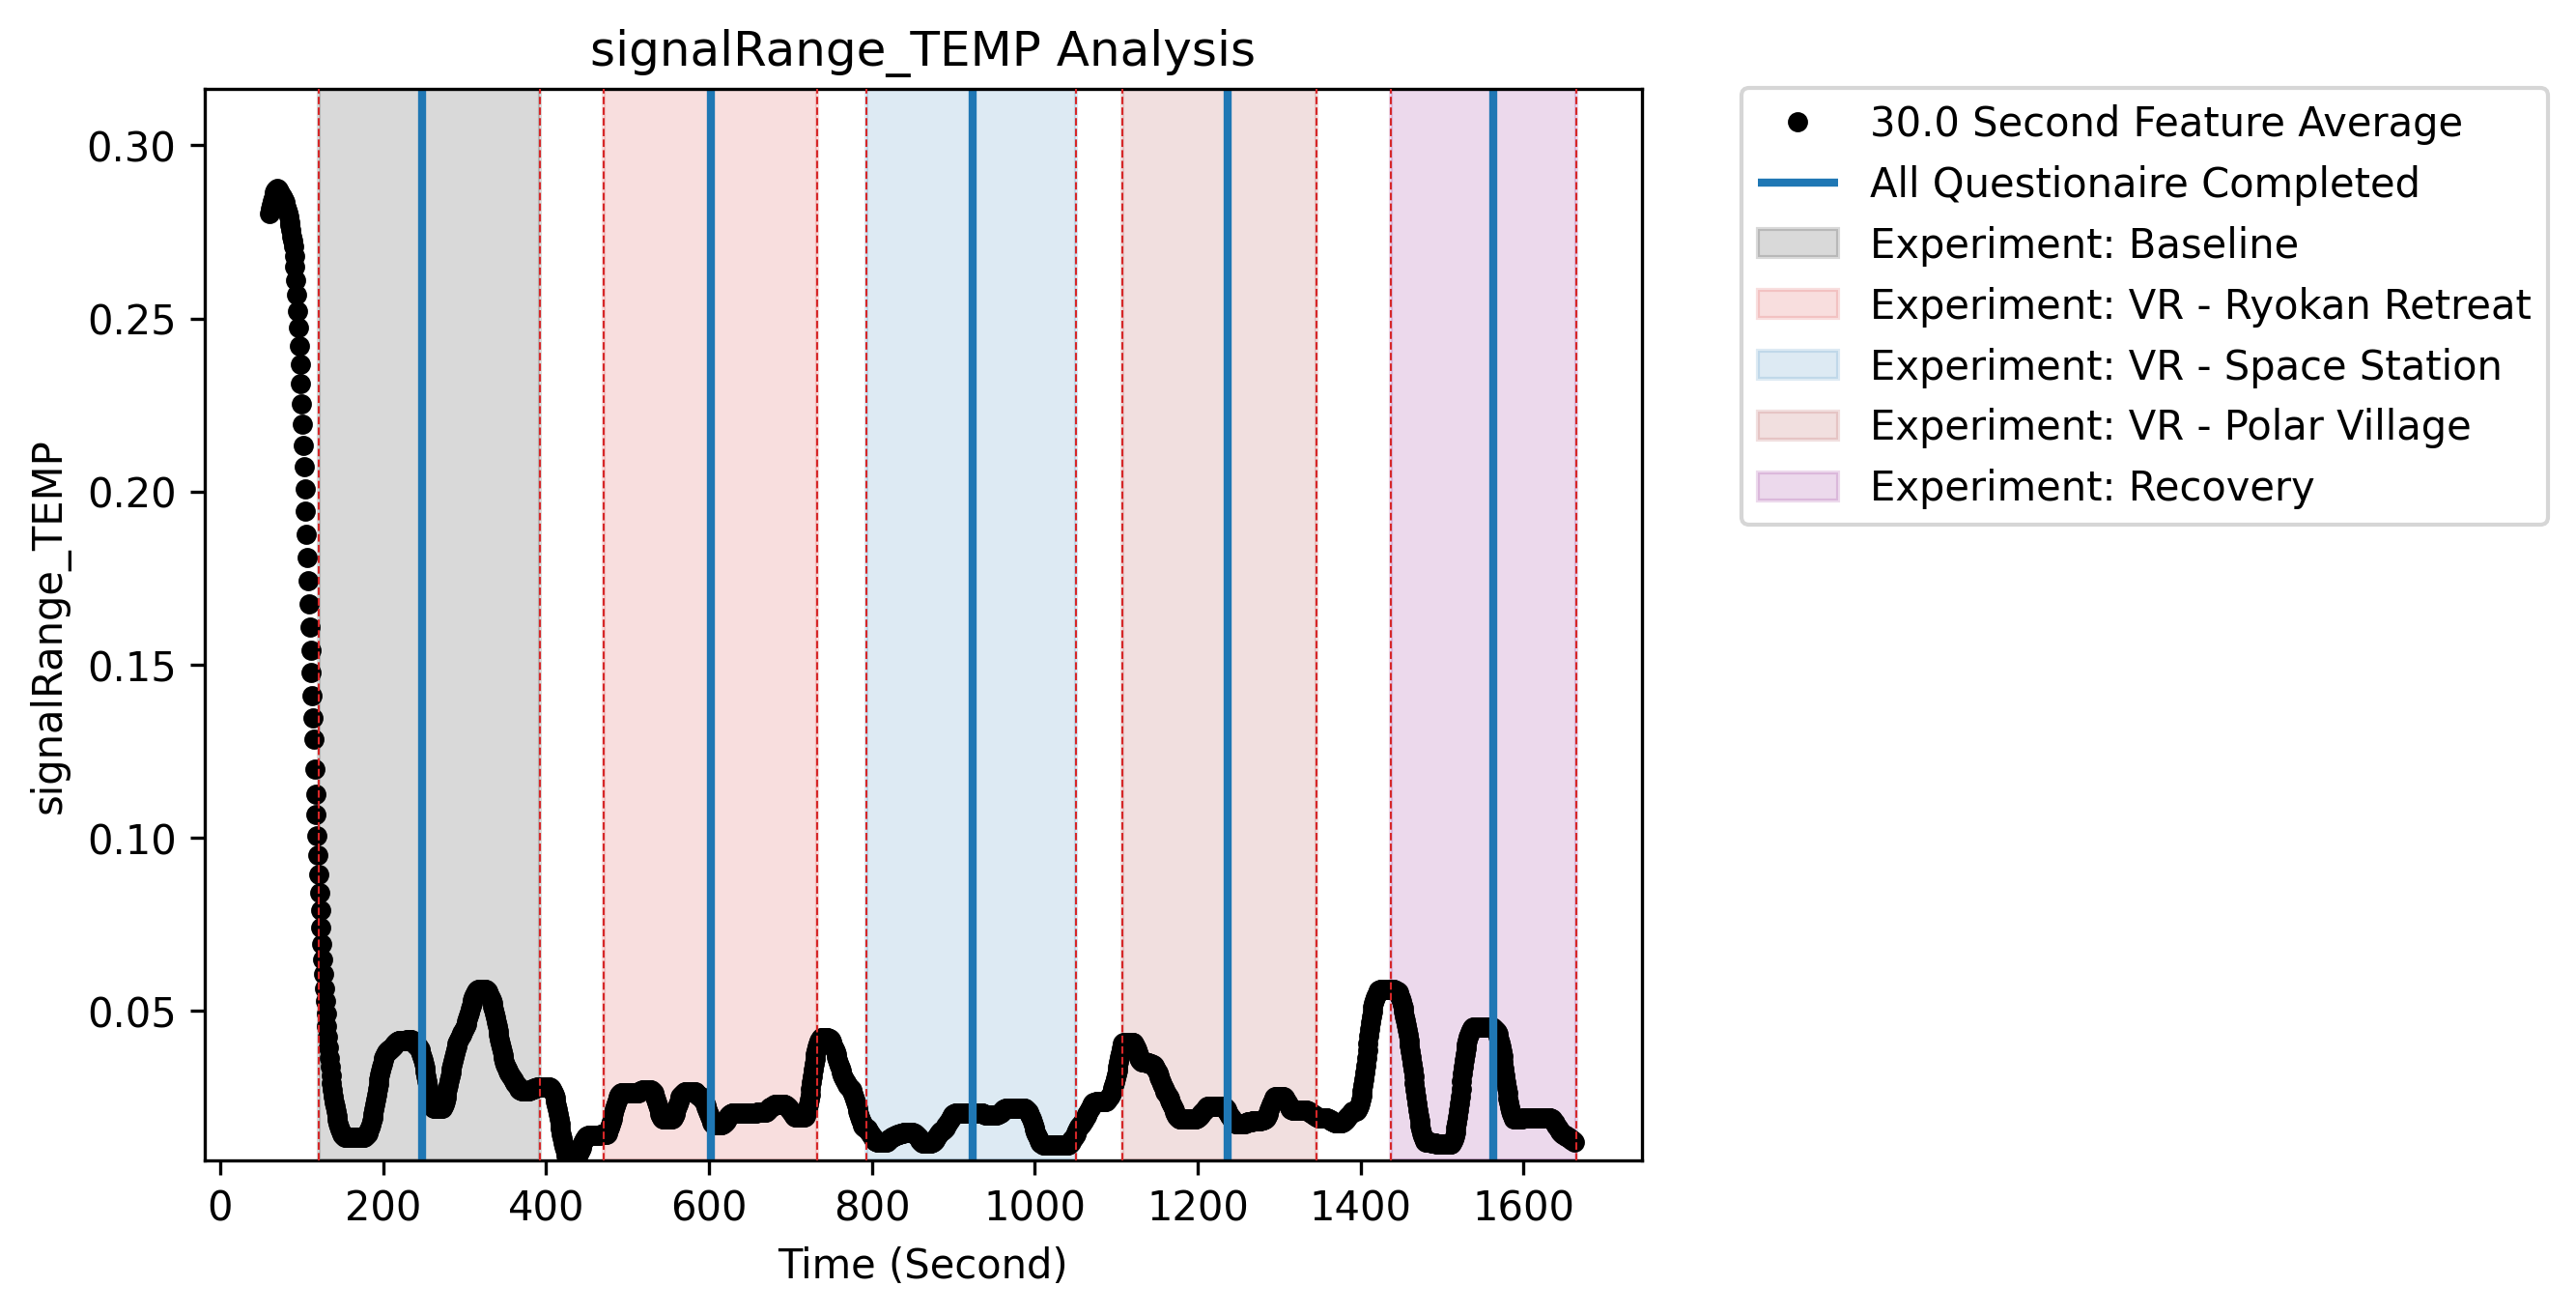 signalRange_TEMP Analysis
signalRange_TEMP
0.30
0.25
0.20
0.15
0.10
0.05
0
200
400
600
800
1000
1200
1400
1600
Time (Second)
30.0 Second Feature Average
All Questionaire Completed
Experiment: Baseline
Experiment: VR - Ryokan Retreat
Experiment: VR - Space Station
Experiment: VR - Polar Village
Experiment: Recovery